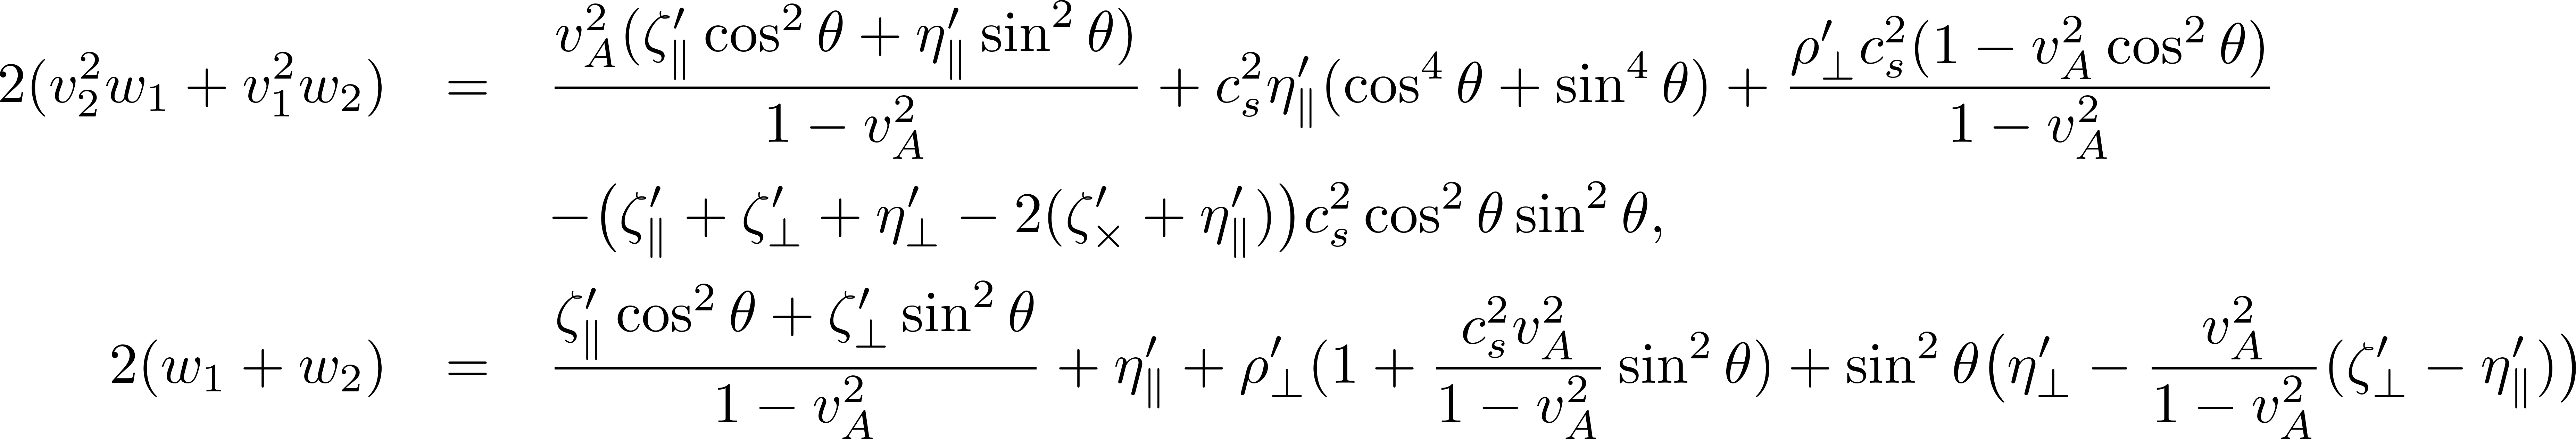 2(v_2^2 w_1 + v_1^2 w_2) = \frac{v_A^2(\zeta'_\parallel \cos^2\theta + \eta'_\parallel \sin^2\theta)}{1 - v_A^2} + c_s^2 \eta'_\parallel (\cos^4\theta + \sin^4\theta) + \frac{\rho'_\perp c_s^2 (1 - v_A^2 \cos^2\theta)}{1 - v_A^2}
-\big(\zeta'_\parallel + \zeta'_\perp + \eta'_\perp - 2(\zeta'_\times + \eta'_\parallel)\big) c_s^2 \cos^2\theta \sin^2\theta,
2(w_1 + w_2) = \frac{\zeta'_\parallel \cos^2\theta + \zeta'_\perp \sin^2\theta}{1 - v_A^2} + \eta'_\parallel + \rho'_\perp (1 + \frac{c_s^2 v_A^2}{1 - v_A^2} \sin^2\theta) + \sin^2\theta \big(\eta'_\perp - \frac{v_A^2}{1 - v_A^2} (\zeta'_\perp - \eta'_\parallel)\big)